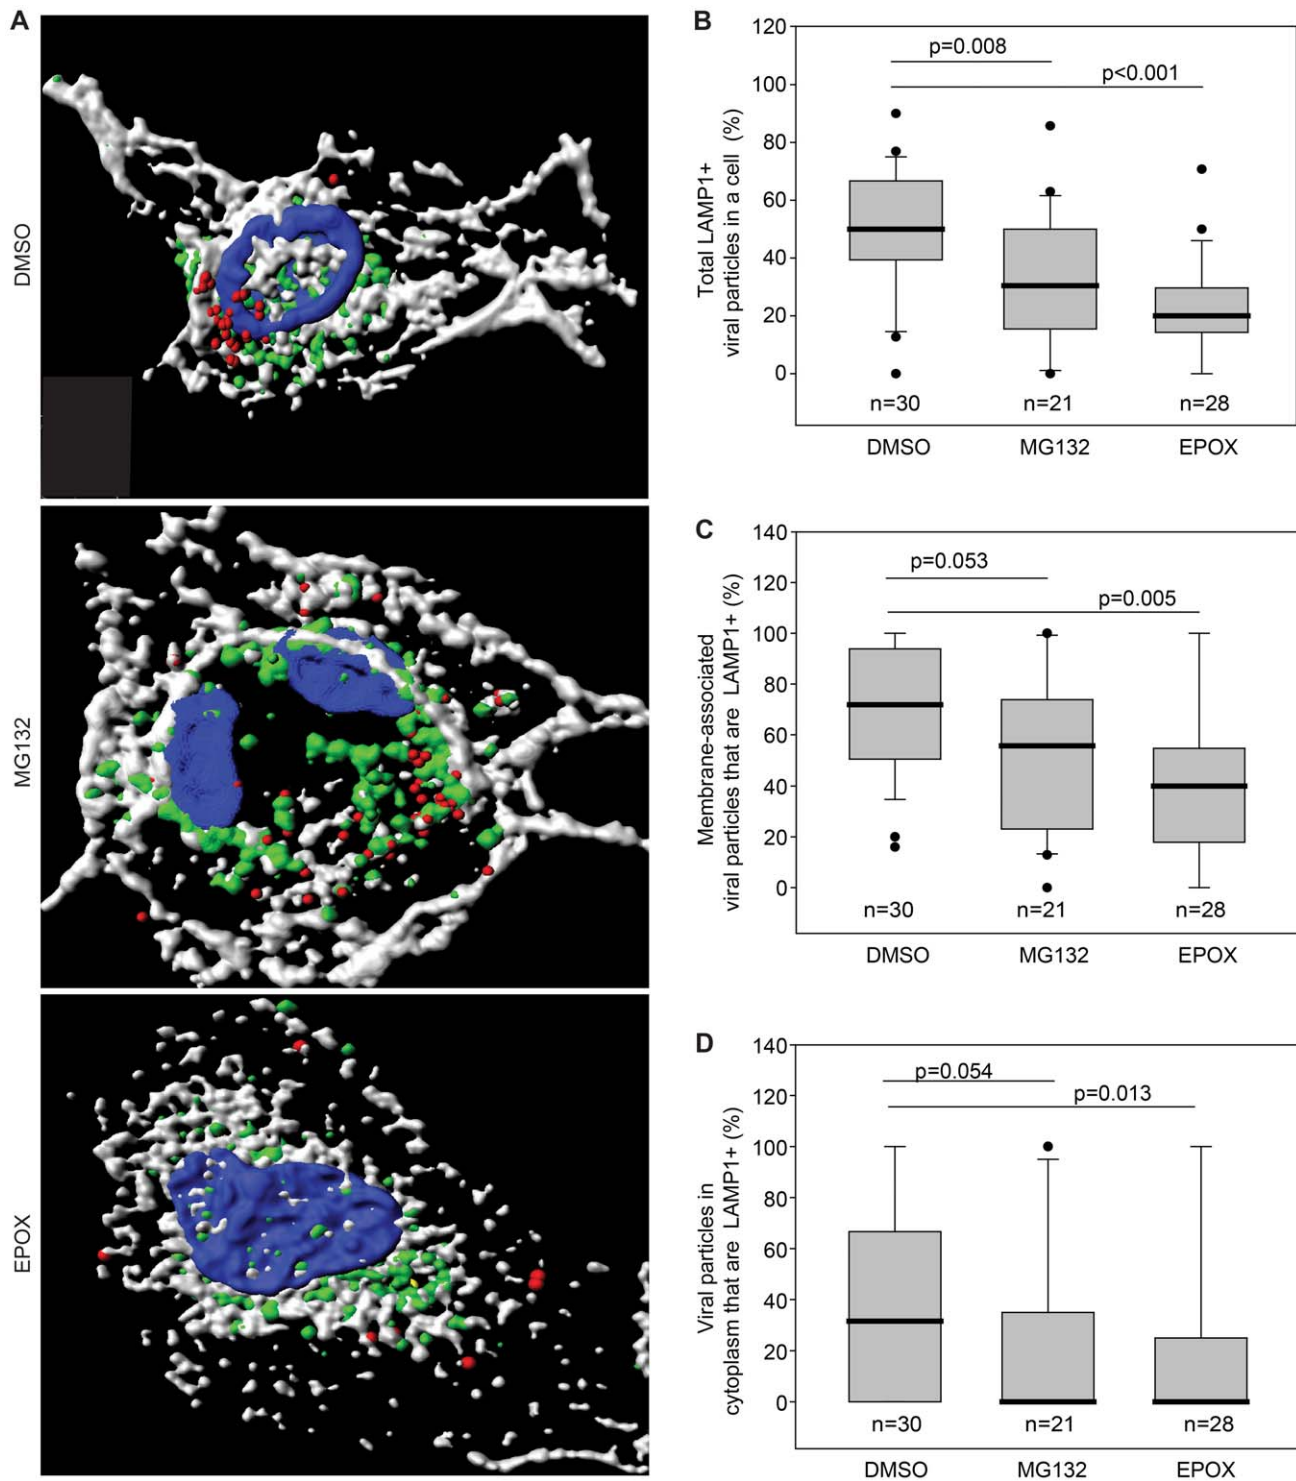 A
DMSO
MG132
EPOX
B
Total LAMP1+
viral particles in a cell (%)
120
100
80
60
40
20
0
p=0.008
p<0.001
n=30
n=21
n=28
DMSO
MG132
EPOX
C
Membrane-associated
viral particles that are LAMP1+ (%)
140
120
100
80
60
40
20
0
p=0.053
p=0.005
n=30
n=21
n=28
DMSO
MG132
EPOX
D
Viral particles in
cytoplasm that are LAMP1+ (%)
140
120
100
80
60
40
20
0
p=0.054
p=0.013
n=30
n=21
n=28
DMSO
MG132
EPOX